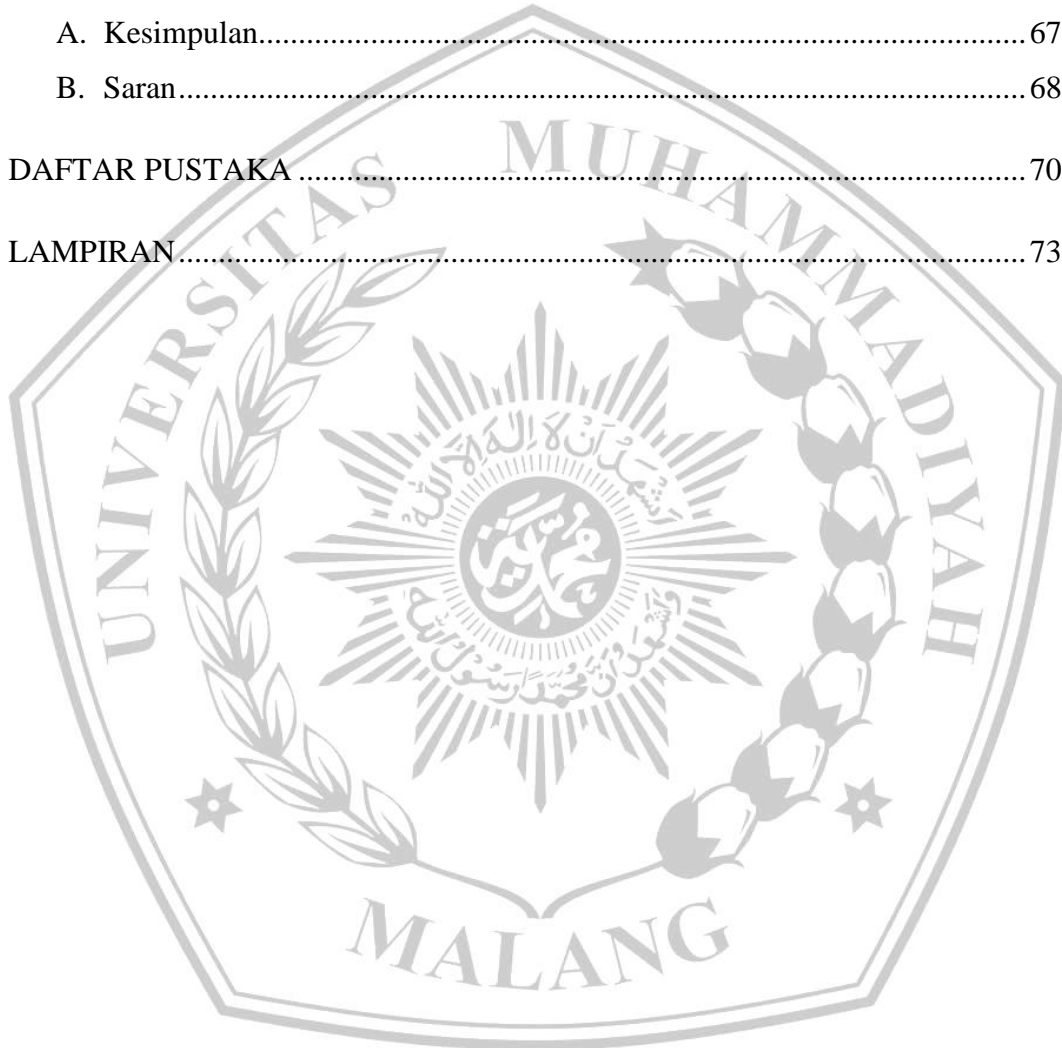 A. Kesimpulan................................................................................................67
B. Saran..........................................................................................................68
DAFTAR PUSTAKA ...........................................................................................70
LAMPIRAN..........................................................................................................73
UNIVERSITAS MUHAMMADIYAH
MALANG